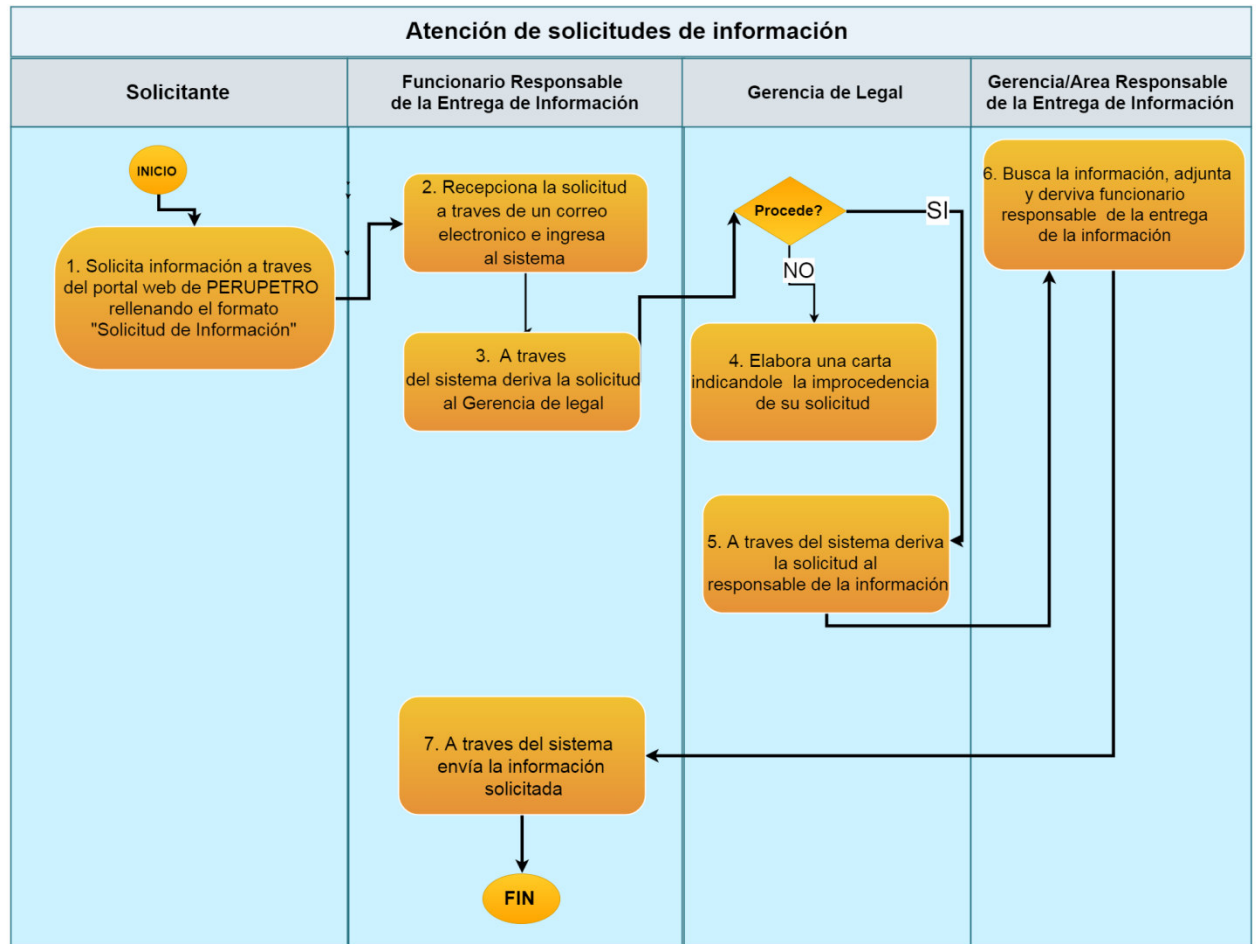 Atención de solicitudes de información
Solicitante
Funcionario Responsable
de la Entrega de Información
Gerencia de Legal
Gerencia/Area Responsable
de la Entrega de Información
INICIO
1. Solicita información a traves
del portal web de PERUPETRO
rellenando el formato
"Solicitud de Información"
2. Recepciona la solicitud
a traves de un correo
electronico e ingresa
al sistema
3. A traves
del sistema deriva la solicitud
al Gerencia de legal
Procede?
SI
NO
4. Elabora una carta
indicandole la improcedencia
de su solicitud
5. A traves del sistema deriva
la solicitud al
responsable de la información
6. Busca la información, adjunta
y derviva funcionario
responsable de la entrega
de la información
7. A traves del sistema
envía la información
solicitada
FIN